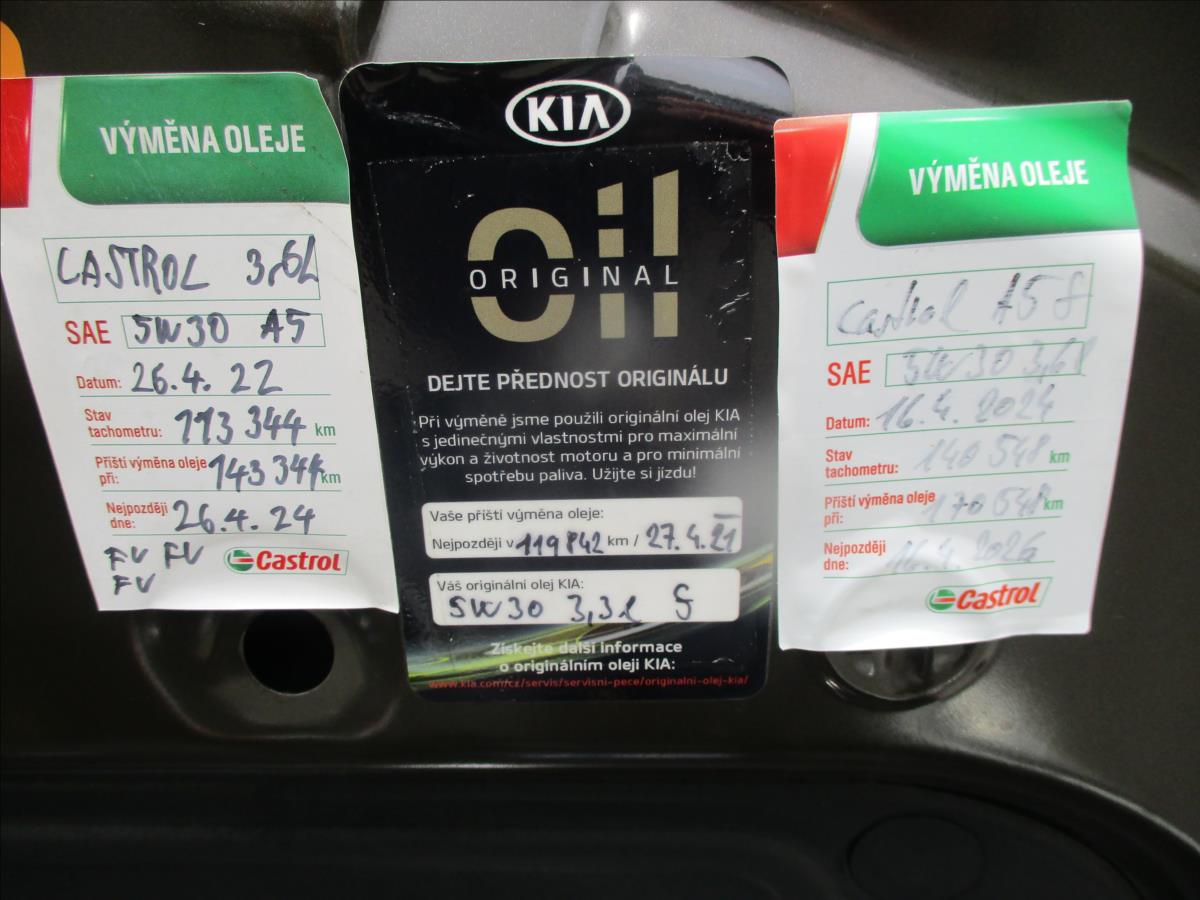 VÝMĚNA OLEJE
CASTROL 3,6L
SAE 5W30 A5
Datum: 26.4.22
Stav
tachometru: 113 344 km
Příští výměna oleje
při: 143 344 km
Nejpozději
dne: 26.4.24
FV FV
FV
Castrol
KIA
oil
ORIGINAL
DEJTE PŘEDNOST ORIGINÁLU
Při výměně jsme použili originální olej KIA
s jedinečnými vlastnostmi pro maximální
výkon a životnost motoru a pro minimální
spotřebu paliva. Užijte si jízdu!
Vaše příští výměna oleje:
Nejpozději v 119842 km / 27.4.21
Váš originální olej KIA:
5W30 3,3l
Získejte další informace
o originálním oleji KIA:
www.kia.com/cz/servis/servisni-pece/originalni-olej-kia/
VÝMĚNA OLEJE
Castrol A5
SAE 5W30 3,6l
Datum: 16.4.2024
Stav
tachometru: 140 548 km
Příští výměna oleje
při: 170 548 km
Nejpozději
dne: 16.4.2026
Castrol